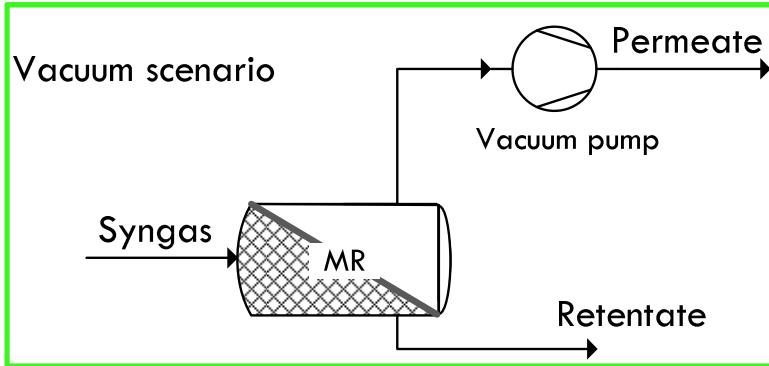 Vacuum scenario
Permeate
Vacuum pump
Syngas
MR
Retentate